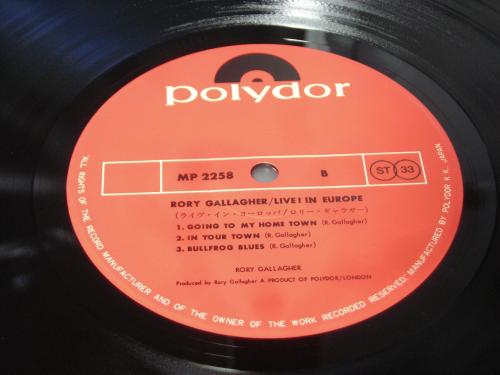 polydor
MP 2258 B ST 33
RORY GALLAGHER/LIVE! IN EUROPE
(ライヴ・イン・ヨーロッパ/ロリー・ギャラガー)
1. GOING TO MY HOME TOWN (R. Gallagher)
2. IN YOUR TOWN (R. Gallagher)
3. BULLFROG BLUES (R. Gallagher)
RORY GALLAGHER
Produced by Rory Gallagher A PRODUCT OF POLYDOR/LONDON
"ALL RIGHTS OF THE RECORD MANUFACTURER AND OF THE OWNER OF THE WORK RECORDED RESERVED" MANUFACTURED BY POLYDOR K.K., JAPAN